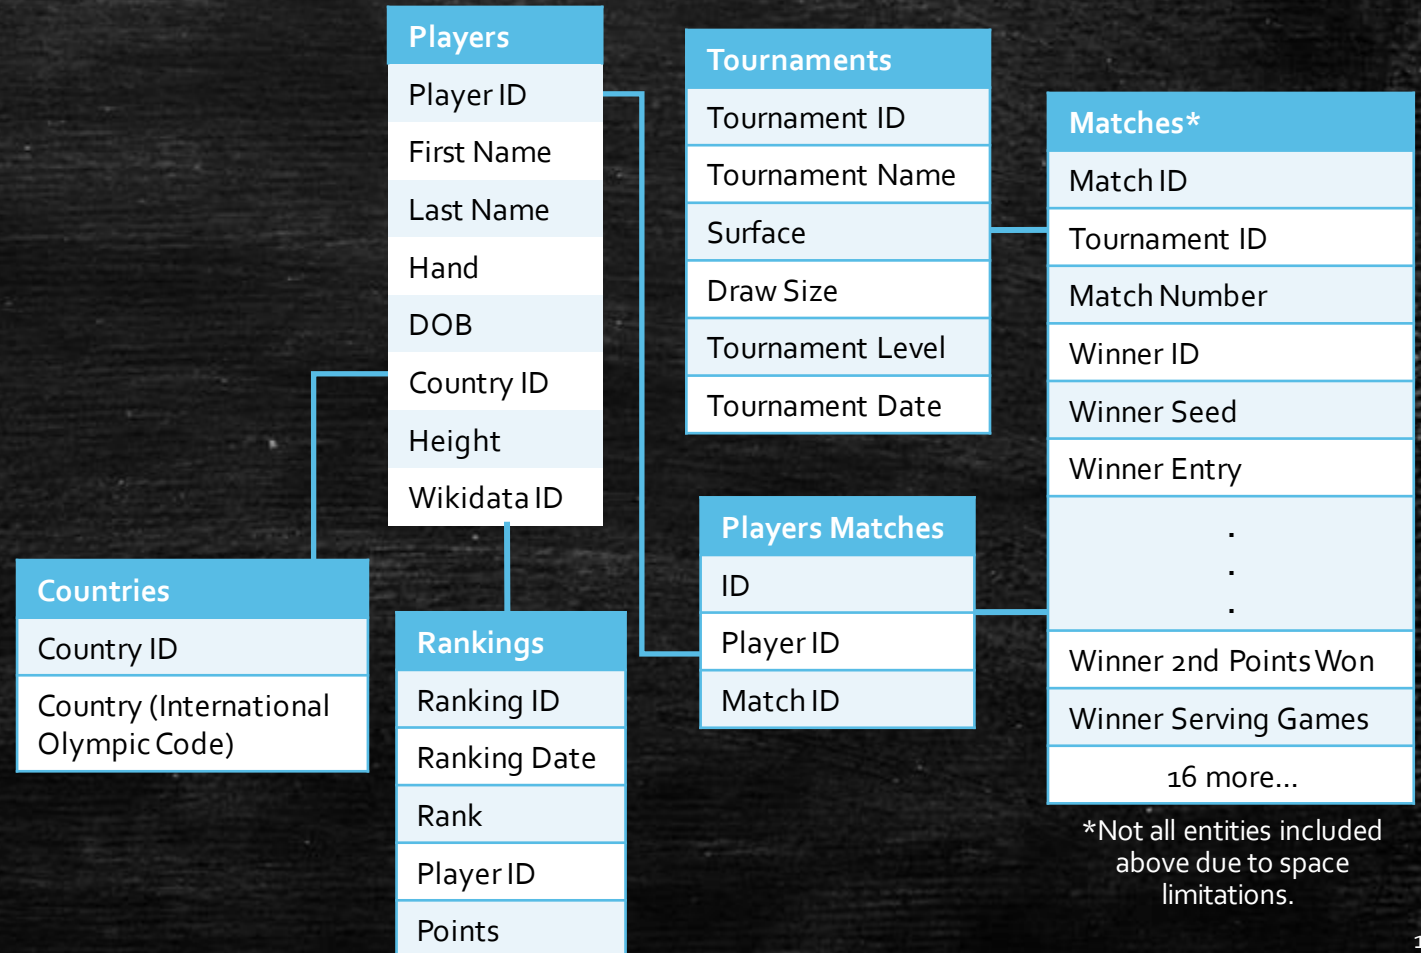 Players
Player ID
First Name
Last Name
Hand
DOB
Country ID
Height
Wikidata ID
Tournaments
Tournament ID
Tournament Name
Surface
Draw Size
Tournament Level
Tournament Date
Matches*
Match ID
Tournament ID
Match Number
Winner ID
Winner Seed
Winner Entry
.
.
.
Winner 2nd Points Won
Winner Serving Games
16 more...
*Not all entities included
above due to space
limitations.
Players Matches
ID
Player ID
Match ID
Countries
Country ID
Country (International
Olympic Code)
Rankings
Ranking ID
Ranking Date
Rank
Player ID
Points